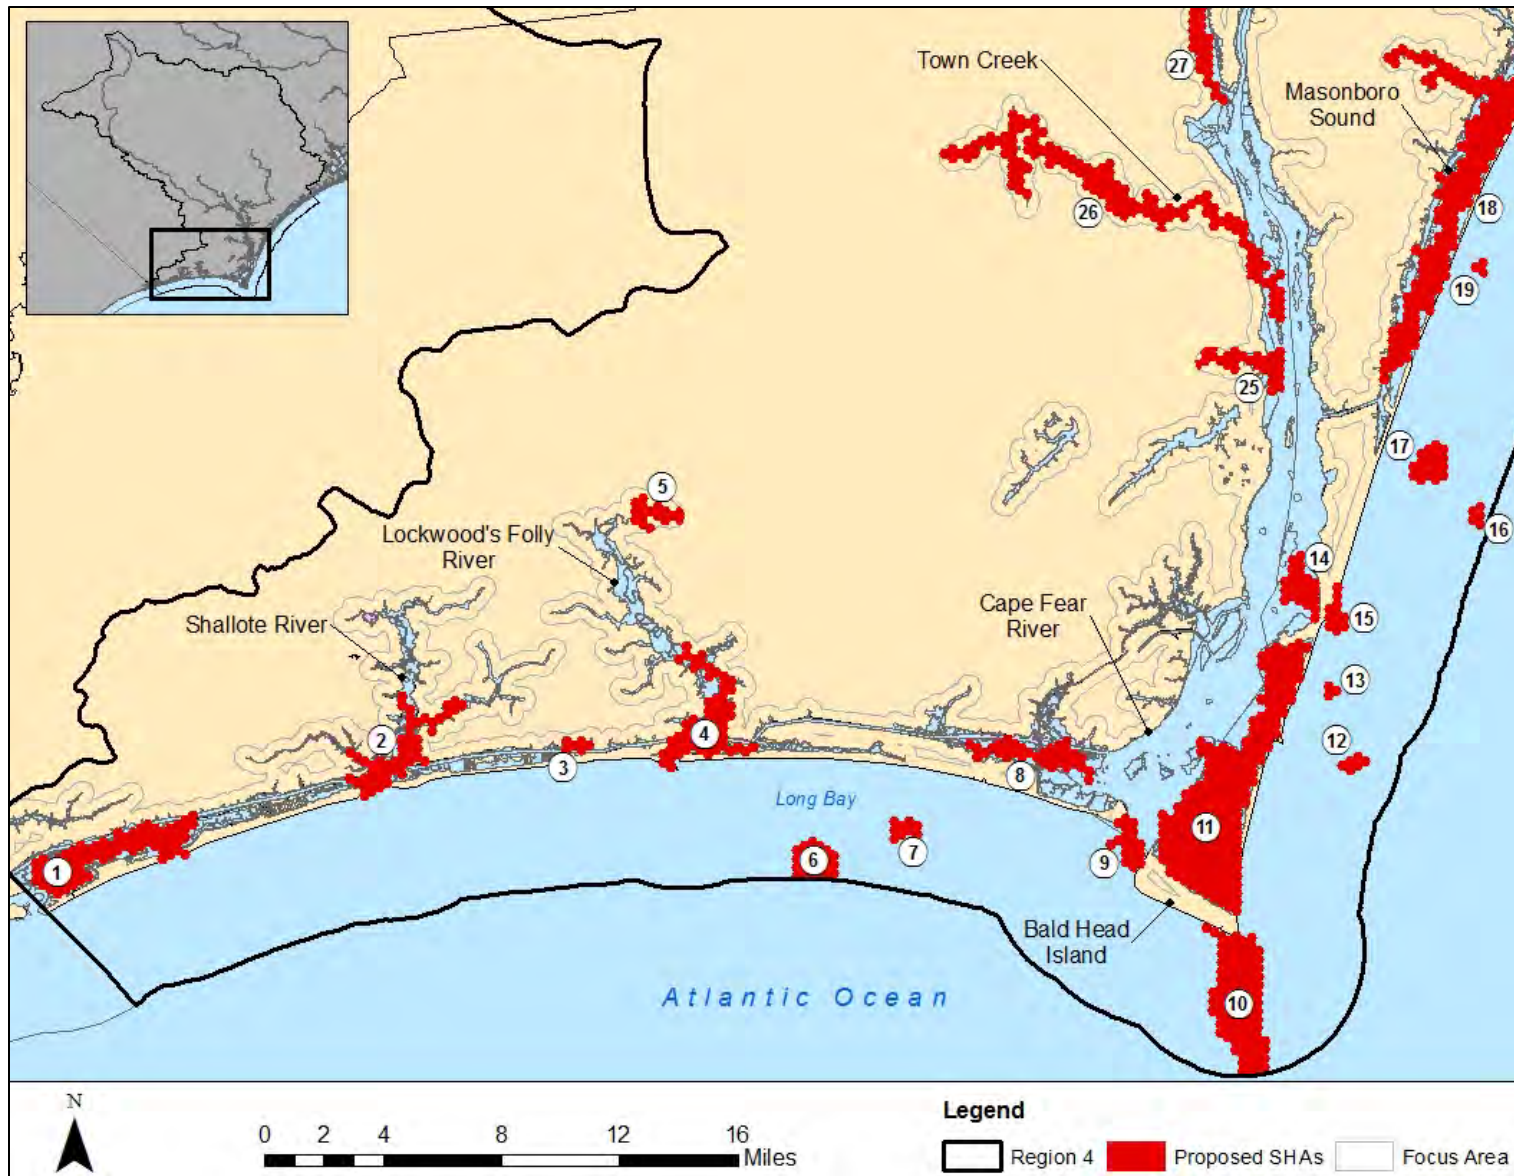 27
Town Creek
Masonboro
Sound
26
18
19
25
17
5
16
Lockwood's Folly
River
14
Cape Fear
River
15
Shallote River
13
2
4
12
3
8
Long Bay
11
7
6
9
1
Bald Head
Island
Atlantic Ocean
10
N
Legend
0 2 4 8 12 16
Miles
Region 4
Proposed SHAs
Focus Area